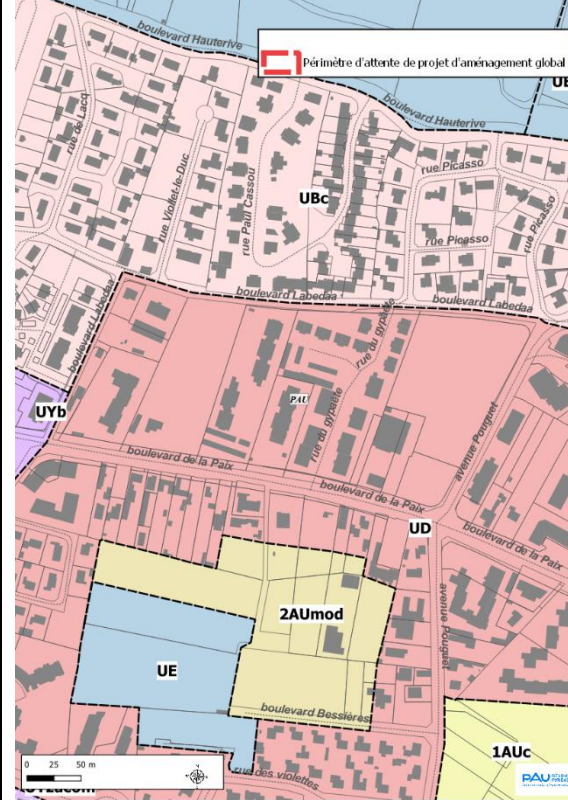 boulevard Hauterive
Périmètre d'attente de projet d'aménagement global
boulevard Hauterive
rue de Lacq
rue Picasso
rue Viollet-le-Duc
rue Paul Cassou
UBc
rue Picasso
rue Picasso
boulevard Labedaa
boulevard Labedaa
boulevard Labedaa
rue du gypaète
UYb
PAU
rue du gypaète
avenue Pouguet
boulevard de la Paix
boulevard de la Paix
UD
boulevard de la Paix
2AUmod
avenue Pouguet
UE
boulevard Bessières
1AUc
0 25 50 m
rue des violettes
PAU